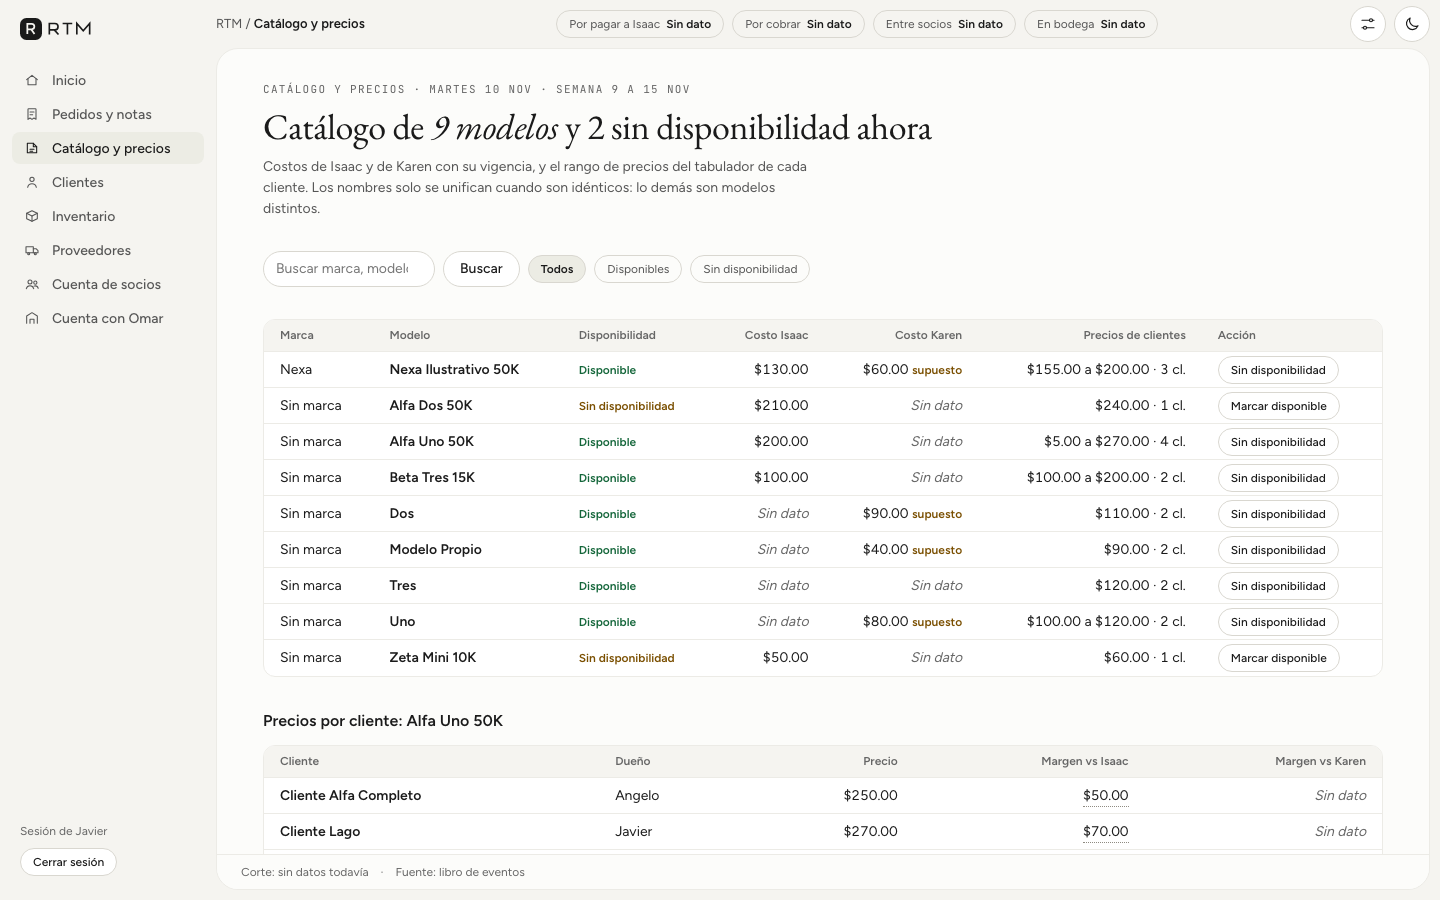 R RTM
RTM / Catálogo y precios
Por pagar a Isaac Sin dato
Por cobrar Sin dato
Entre socios Sin dato
En bodega Sin dato
Inicio
Pedidos y notas
Catálogo y precios
Clientes
Inventario
Proveedores
Cuenta de socios
Cuenta con Omar
Sesión de Javier
Cerrar sesión
CATÁLOGO Y PRECIOS · MARTES 10 NOV · SEMANA 9 A 15 NOV
Catálogo de 9 modelos y 2 sin disponibilidad ahora
Costos de Isaac y de Karen con su vigencia, y el rango de precios del tabulador de cada
cliente. Los nombres solo se unifican cuando son idénticos: lo demás son modelos
distintos.
Buscar marca, model
Buscar
Todos
Disponibles
Sin disponibilidad
Marca Modelo Disponibilidad Costo Isaac Costo Karen Precios de clientes Acción
Nexa Nexa Ilustrativo 50K Disponible $130.00 $60.00 supuesto $155.00 a $200.00 · 3 cl. Sin disponibilidad
Sin marca Alfa Dos 50K Sin disponibilidad $210.00 Sin dato $240.00 · 1 cl. Marcar disponible
Sin marca Alfa Uno 50K Disponible $200.00 Sin dato $5.00 a $270.00 · 4 cl. Sin disponibilidad
Sin marca Beta Tres 15K Disponible $100.00 Sin dato $100.00 a $200.00 · 2 cl. Sin disponibilidad
Sin marca Dos Disponible Sin dato $90.00 supuesto $110.00 · 2 cl. Sin disponibilidad
Sin marca Modelo Propio Disponible Sin dato $40.00 supuesto $90.00 · 2 cl. Sin disponibilidad
Sin marca Tres Disponible Sin dato Sin dato $120.00 · 2 cl. Sin disponibilidad
Sin marca Uno Disponible Sin dato $80.00 supuesto $100.00 a $120.00 · 2 cl. Sin disponibilidad
Sin marca Zeta Mini 10K Sin disponibilidad $50.00 Sin dato $60.00 · 1 cl. Marcar disponible
Precios por cliente: Alfa Uno 50K
Cliente Dueño Precio Margen vs Isaac Margen vs Karen
Cliente Alfa Completo Angelo $250.00 $50.00 Sin dato
Cliente Lago Javier $270.00 $70.00 Sin dato
Corte: sin datos todavía · Fuente: libro de eventos